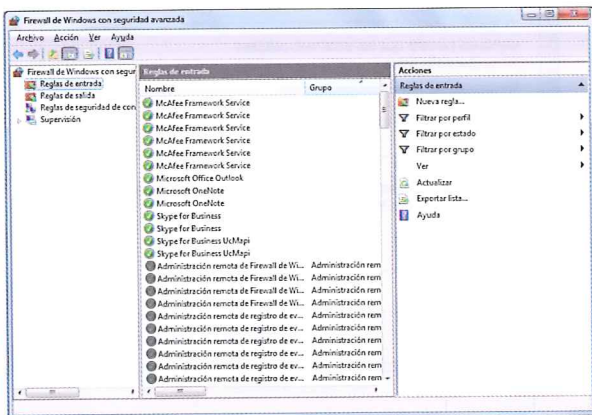 Firewall de Windows con seguridad avanzada
Archivo Acción Ver Ayuda
Firewall de Windows con segur
Reglas de entrada
Reglas de salida
Reglas de seguridad de con
Supervisión
Reglas de entrada
Nombre Grupo
McAfee Framework Service
McAfee Framework Service
McAfee Framework Service
McAfee Framework Service
McAfee Framework Service
McAfee Framework Service
Microsoft Office Outlook
Microsoft OneNote
Microsoft OneNote
Skype for Business
Skype for Business
Skype for Business UcMapi
Skype for Business UcMapi
Administración remota de Firewall de Wi... Administración rem
Administración remota de Firewall de Wi... Administración rem
Administración remota de Firewall de Wi... Administración rem
Administración remota de Firewall de Wi... Administración rem
Administración remota de registro de ev... Administración rem
Administración remota de registro de ev... Administración rem
Administración remota de registro de ev... Administración rem
Administración remota de registro de ev... Administración rem
Administración remota de registro de ev... Administración rem
Administración remota de registro de ev... Administración rem
Acciones
Reglas de entrada
Nueva regla...
Filtrar por perfil
Filtrar por estado
Filtrar por grupo
Ver
Actualizar
Exportar lista...
Ayuda